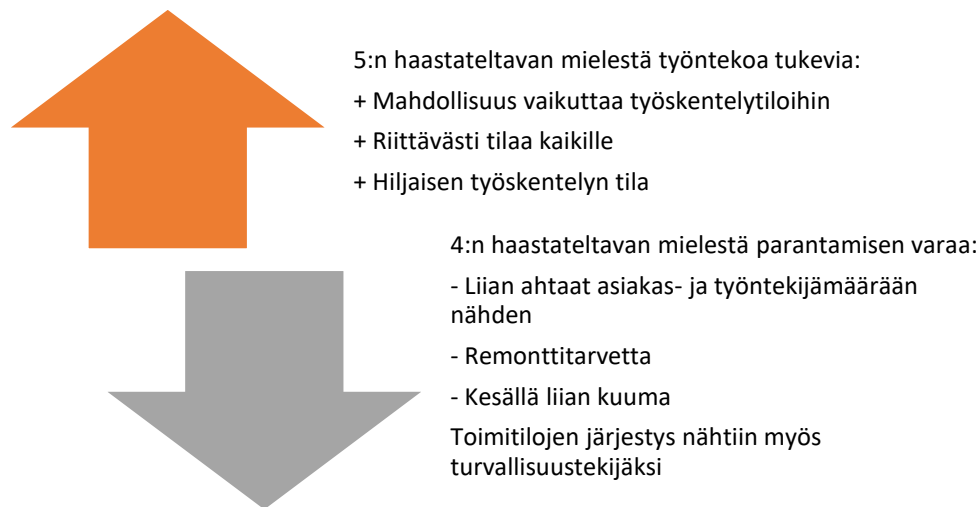 5:n haastateltavan mielestä työntekoa tukevia:
+ Mahdollisuus vaikuttaa työskentelytiloihin
+ Riittävästi tilaa kaikille
+ Hiljaisen työskentelyn tila
4:n haastateltavan mielestä parantamisen varaa:
- Liian ahtaat asiakas- ja työntekijämäärään
nähden
- Remonttitarvetta
- Kesällä liian kuuma
Toimitilojen järjestys nähtiin myös
turvallisuustekijäksi